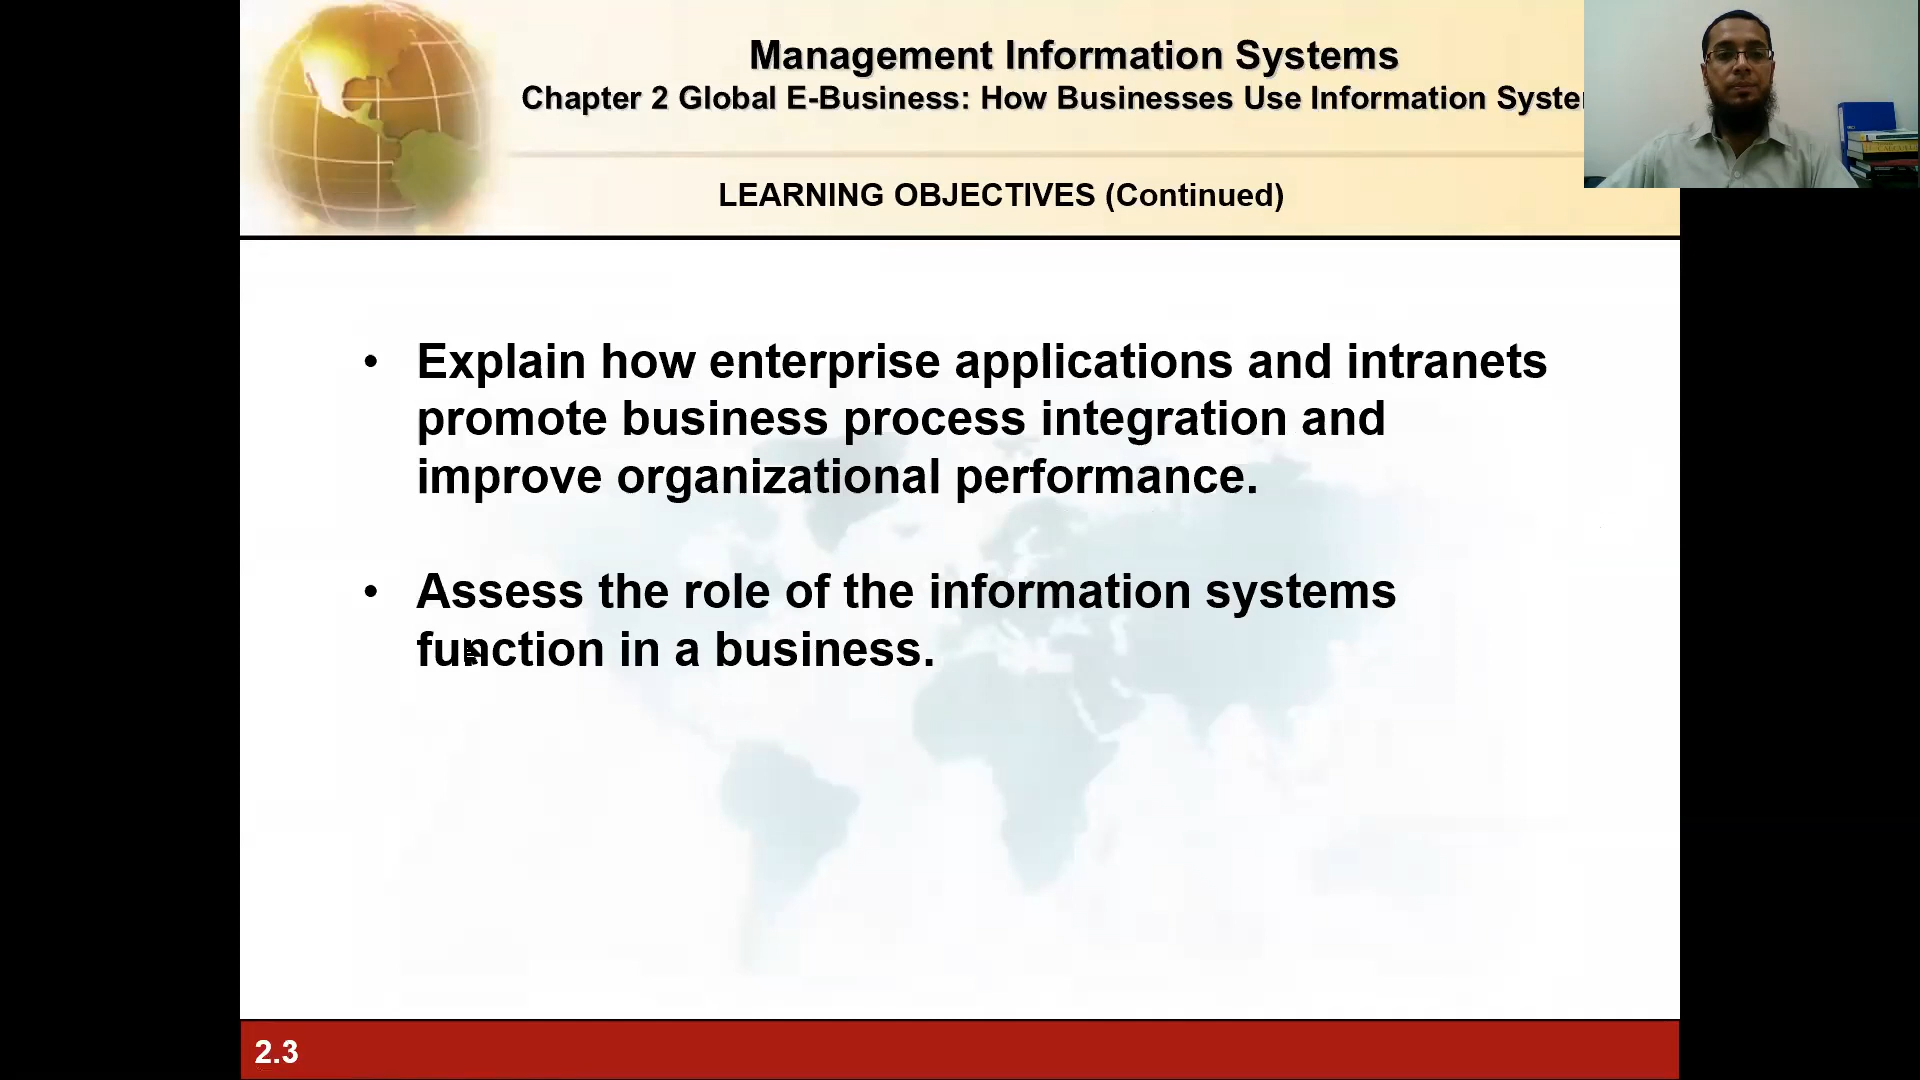 Management Information Systems
Chapter 2 Global E-Business: How Businesses Use Information Syste
LEARNING OBJECTIVES (Continued)
• Explain how enterprise applications and intranets
promote business process integration and
improve organizational performance.
• Assess the role of the information systems
function in a business.
2.3